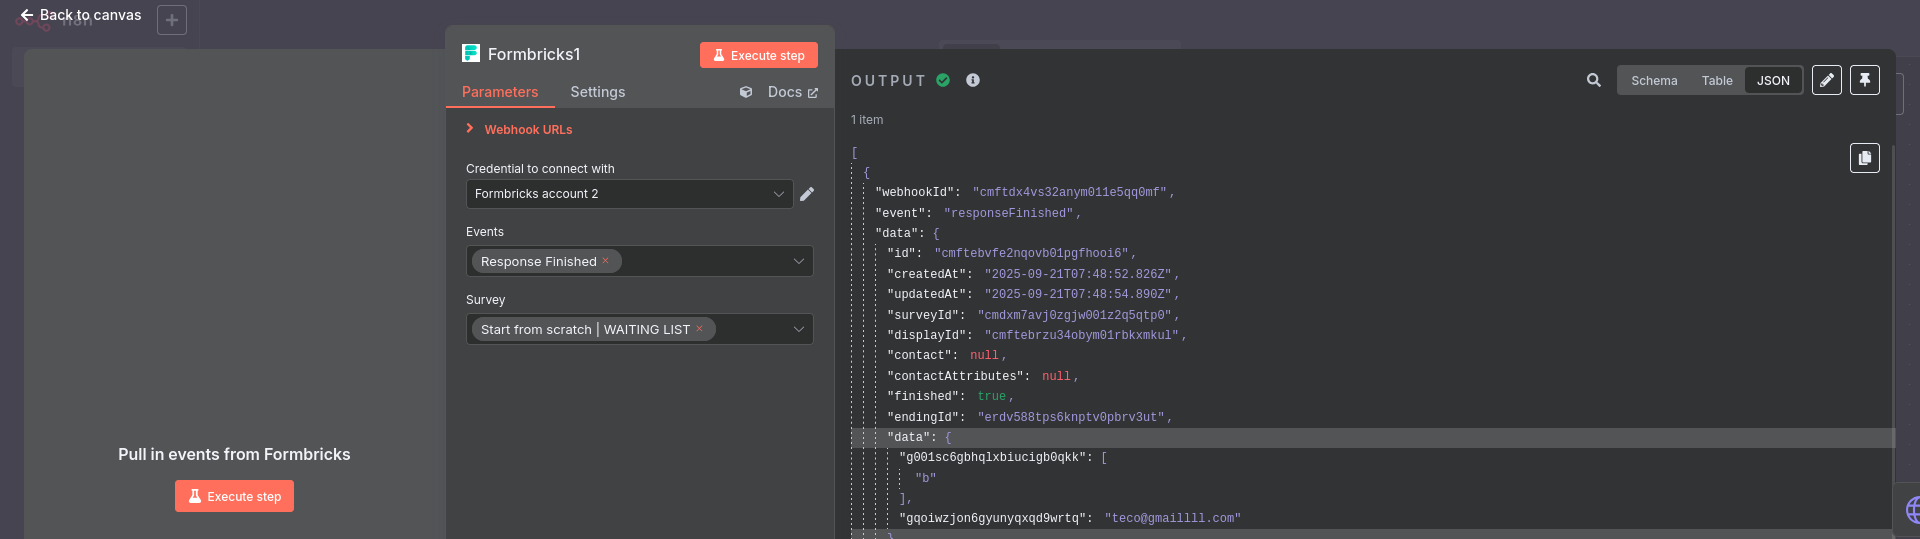 Back to canvas
Formbricks1
Execute step
Parameters
Settings
Docs
Webhook URLs
Credential to connect with
Formbricks account 2
Events
Response Finished
Survey
Start from scratch | WAITING LIST
Pull in events from Formbricks
Execute step
OUTPUT
Schema
Table
JSON
1 item
[
{
"webhookId": "cmftdx4vs32anym011e5qq0mf",
"event": "responseFinished",
"data": {
"id": "cmftebvfe2nqovb01pgfhooi6",
"createdAt": "2025-09-21T07:48:52.826Z",
"updatedAt": "2025-09-21T07:48:54.890Z",
"surveyId": "cmdxm7avj0zgjw001z2q5qtp0",
"displayId": "cmftebrzu34obym01rbkxmkul",
"contact": null,
"contactAttributes": null,
"finished": true,
"endingId": "erdv588tps6knptv0pbrv3ut",
"data": {
"g001sc6gbhqlxbiucigb0qkk": [
"b"
],
"gqoiwzjon6gyunyqxqd9wrtq": "teco@gmaillll.com"
}